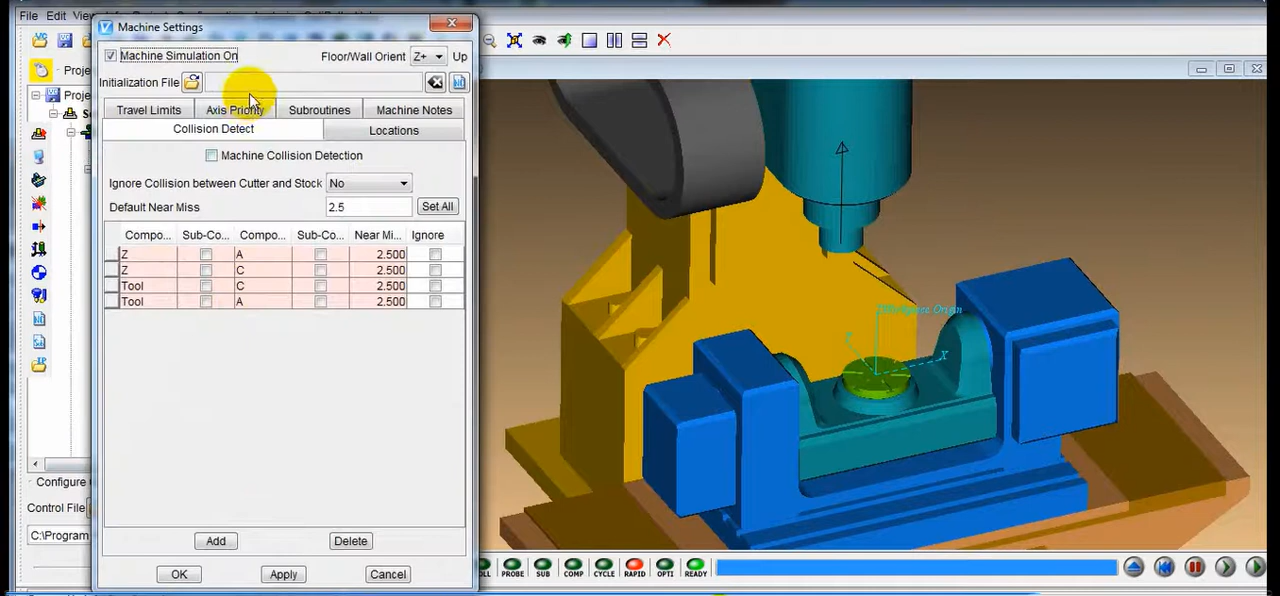 File Edit View
Machine Settings
Machine Simulation On Floor/Wall Orient Z+ Up
Proje
Initialization File
Proje
Travel Limits Axis Priority Subroutines Machine Notes
Collision Detect Locations
Machine Collision Detection
Ignore Collision between Cutter and Stock No
Default Near Miss 2.5 Set All
Compo... Sub-Co... Compo... Sub-Co... Near Mi... Ignore
Z A 2.500
Z C 2.500
Tool C 2.500
Tool A 2.500
Workpiece Origin
X
Configure
Control File
C:\Program
Add Delete
OK Apply Cancel
PROBE SUB COMP CYCLE RAPID OPTI READY